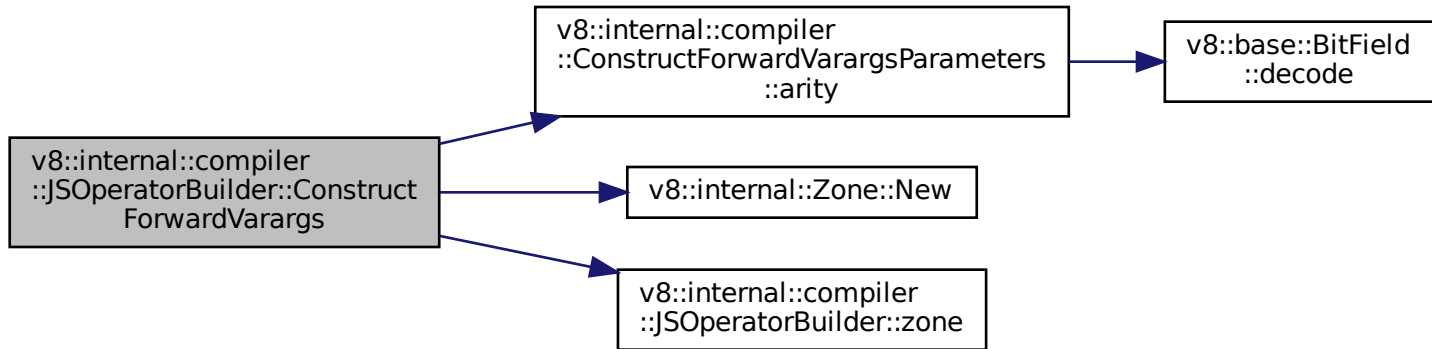 v8::internal::compiler
::JSOperatorBuilder::Construct
ForwardVarargs
v8::internal::compiler
::ConstructForwardVarargsParameters
::arity
v8::base::BitField
::decode
v8::internal::Zone::New
v8::internal::compiler
::JSOperatorBuilder::zone